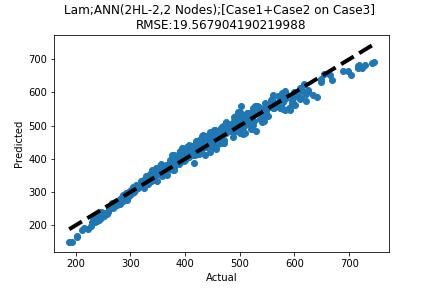 Lam;ANN(2HL-2,2 Nodes);[Case1+Case2 on Case3]
RMSE:19.567904190219988
700
600
500
400
300
200
Predicted
200 300 400 500 600 700
Actual